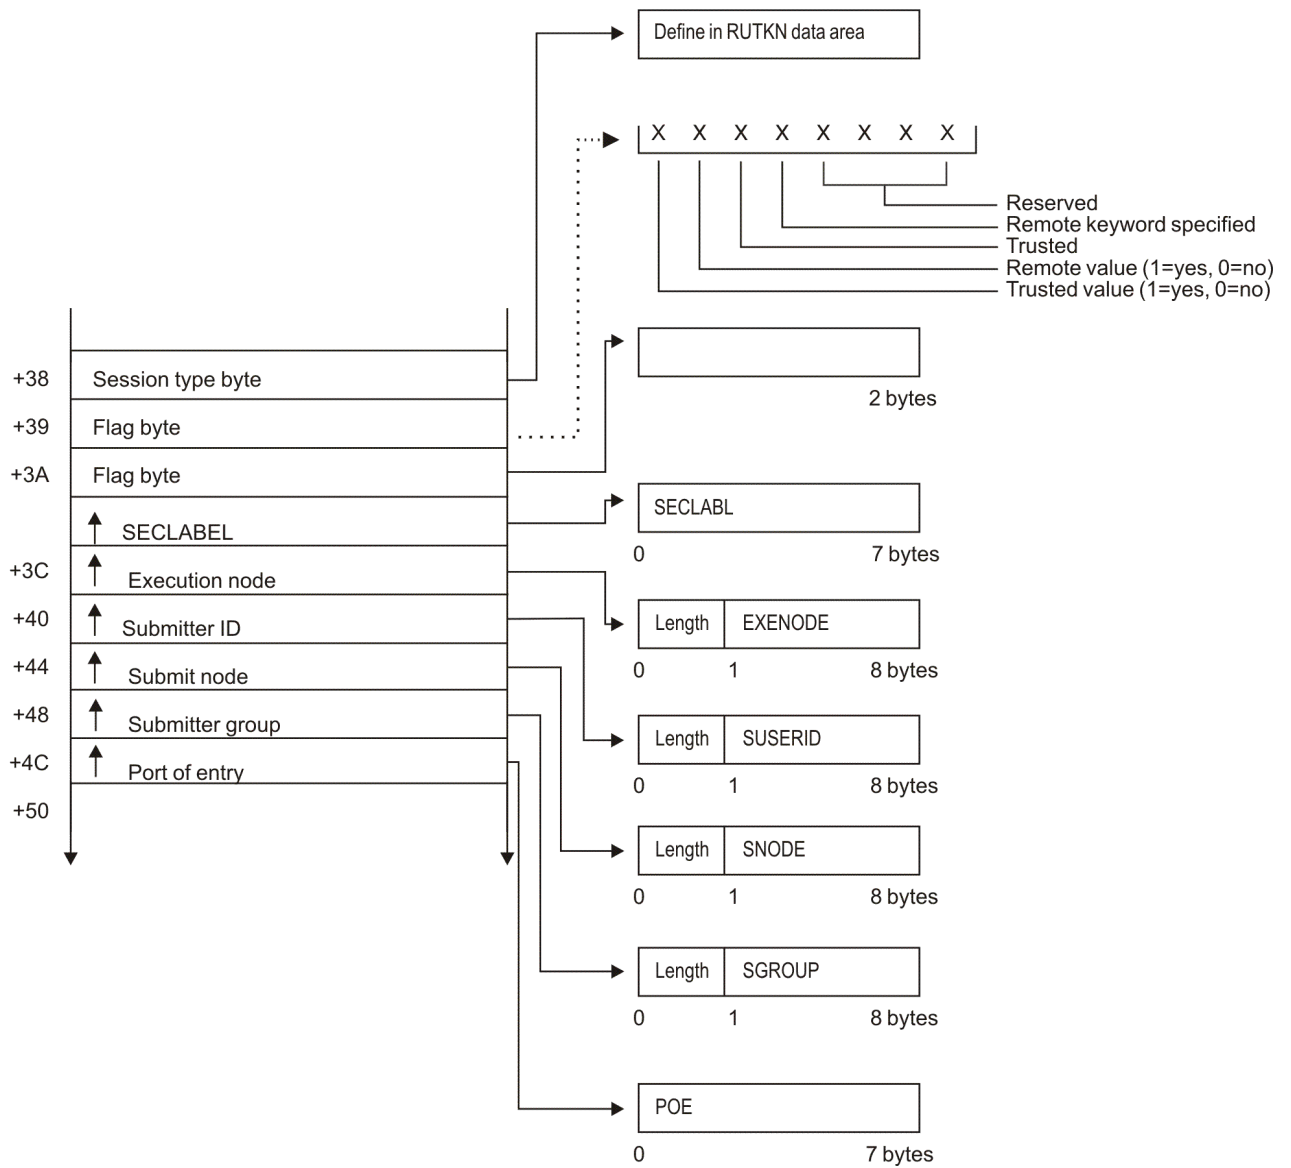 Define in RUTKN data area
X X X X X X X X
Reserved
Remote keyword specified
Trusted
Remote value (1=yes, 0=no)
Trusted value (1=yes, 0=no)
+38 Session type byte
2 bytes
+39 Flag byte
+3A Flag byte
SECLABEL
SECLABL
0 7 bytes
+3C Execution node
+40 Submitter ID
Length EXENODE
0 1 8 bytes
+44 Submit node
+48 Submitter group
Length SUSERID
+4C Port of entry
0 1 8 bytes
+50
Length SNODE
0 1 8 bytes
Length SGROUP
0 1 8 bytes
POE
0 7 bytes